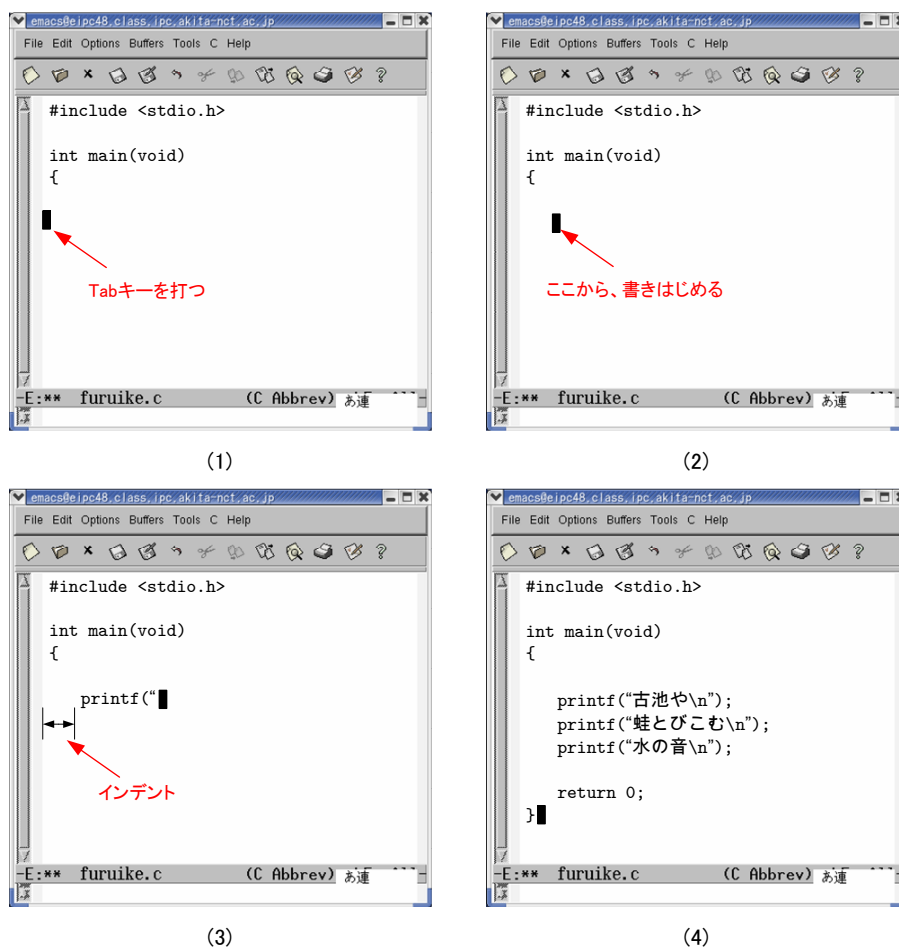 emacs@eipc48.class.ipc.akita-nct.ac.jp
File Edit Options Buffers Tools C Help
#include <stdio.h>
int main(void)
{
Tabキーを打つ
-E:** furuike.c (C Abbrev) あ連
(1)
emacs@eipc48.class.ipc.akita-nct.ac.jp
File Edit Options Buffers Tools C Help
#include <stdio.h>
int main(void)
{
ここから、書きはじめる
-E:** furuike.c (C Abbrev) あ連
(2)
emacs@eipc48.class.ipc.akita-nct.ac.jp
File Edit Options Buffers Tools C Help
#include <stdio.h>
int main(void)
{
printf(“
インデント
-E:** furuike.c (C Abbrev) あ連
(3)
emacs@eipc48.class.ipc.akita-nct.ac.jp
File Edit Options Buffers Tools C Help
#include <stdio.h>
int main(void)
{
printf(“古池や\n”);
printf(“蛙とびこむ\n”);
printf(“水の音\n”);
return 0;
}
-E:** furuike.c (C Abbrev) あ連
(4)